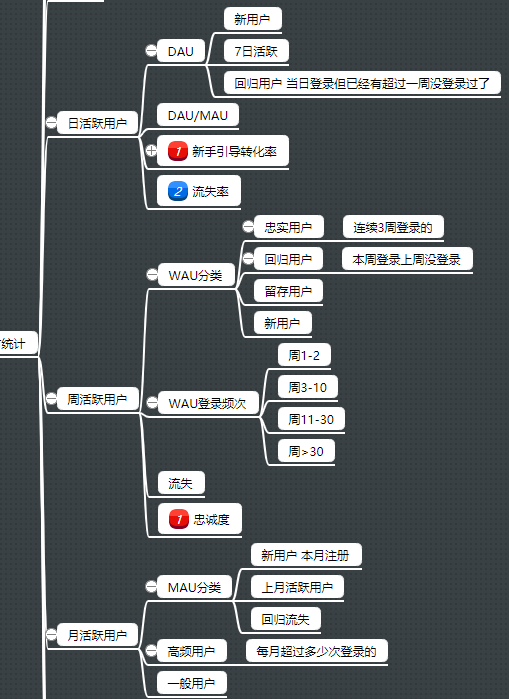 新用户
DAU
7日活跃
回归用户 当日登录但已经有超过一周没登录过了
日活跃用户
DAU/MAU
1 新手引导转化率
2 流失率
忠实用户 连续3周登录的
WAU分类
回归用户 本周登录上周没登录
留存用户
新用户
统计
周1-2
周3-10
周活跃用户
WAU登录频次
周11-30
周>30
流失
1 忠诚度
新用户 本月注册
MAU分类
上月活跃用户
回归流失
月活跃用户
高频用户 每月超过多少次登录的
一般用户